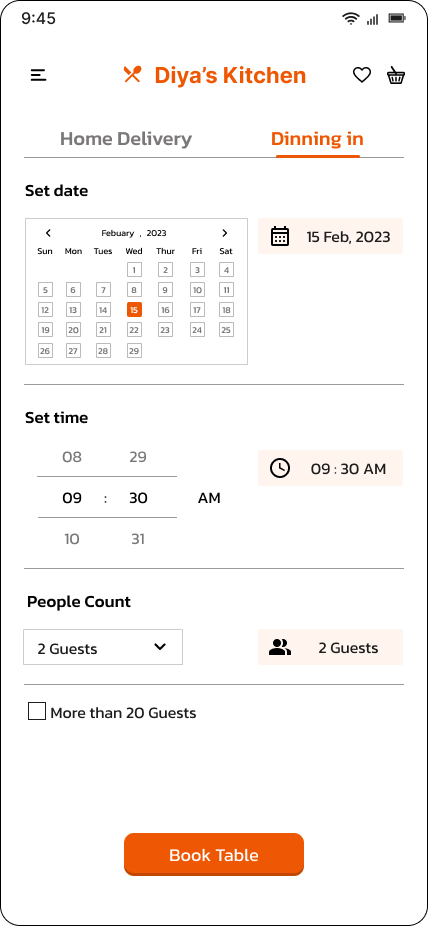 9:45
Diya's Kitchen
Home Delivery Dinning in
Set date
Febuary , 2023
15 Feb, 2023
Sun Mon Tues Wed Thur Fri Sat
1 2 3 4
5 6 7 8 9 10 11
12 13 14 15 16 17 18
19 20 21 22 23 24 25
26 27 28 29
Set time
08 29
09 : 30 AM
09 : 30 AM
10 31
People Count
2 Guests
2 Guests
More than 20 Guests
Book Table